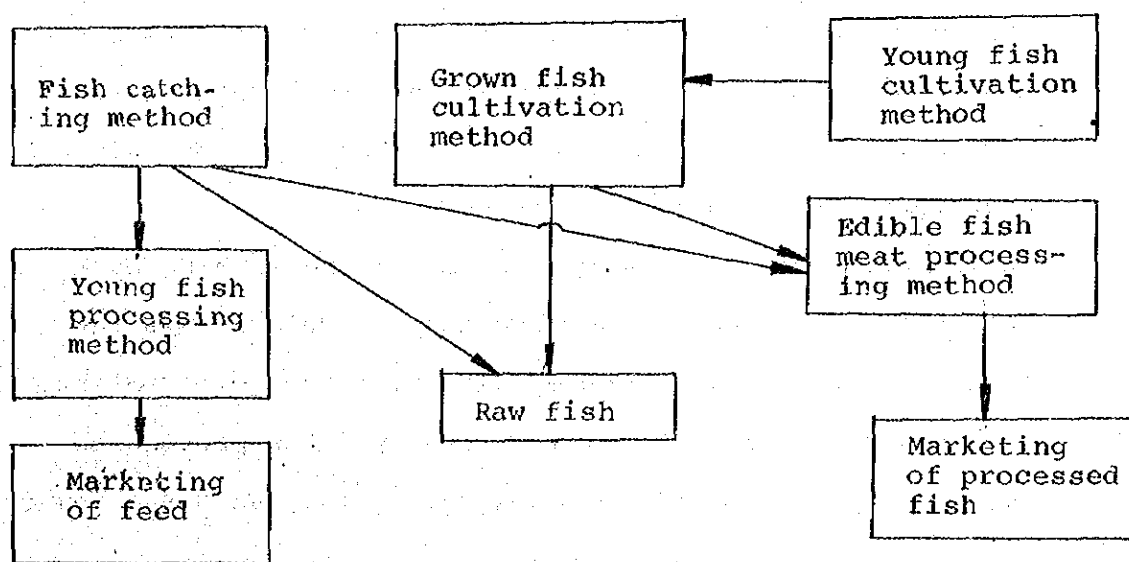 Fish catch-
ing method
Grown fish
cultivation
method
Young fish
cultivation
method
Young fish
processing
method
Edible fish
meat process-
ing method
Raw fish
Marketing
of feed
Marketing
of processed
fish